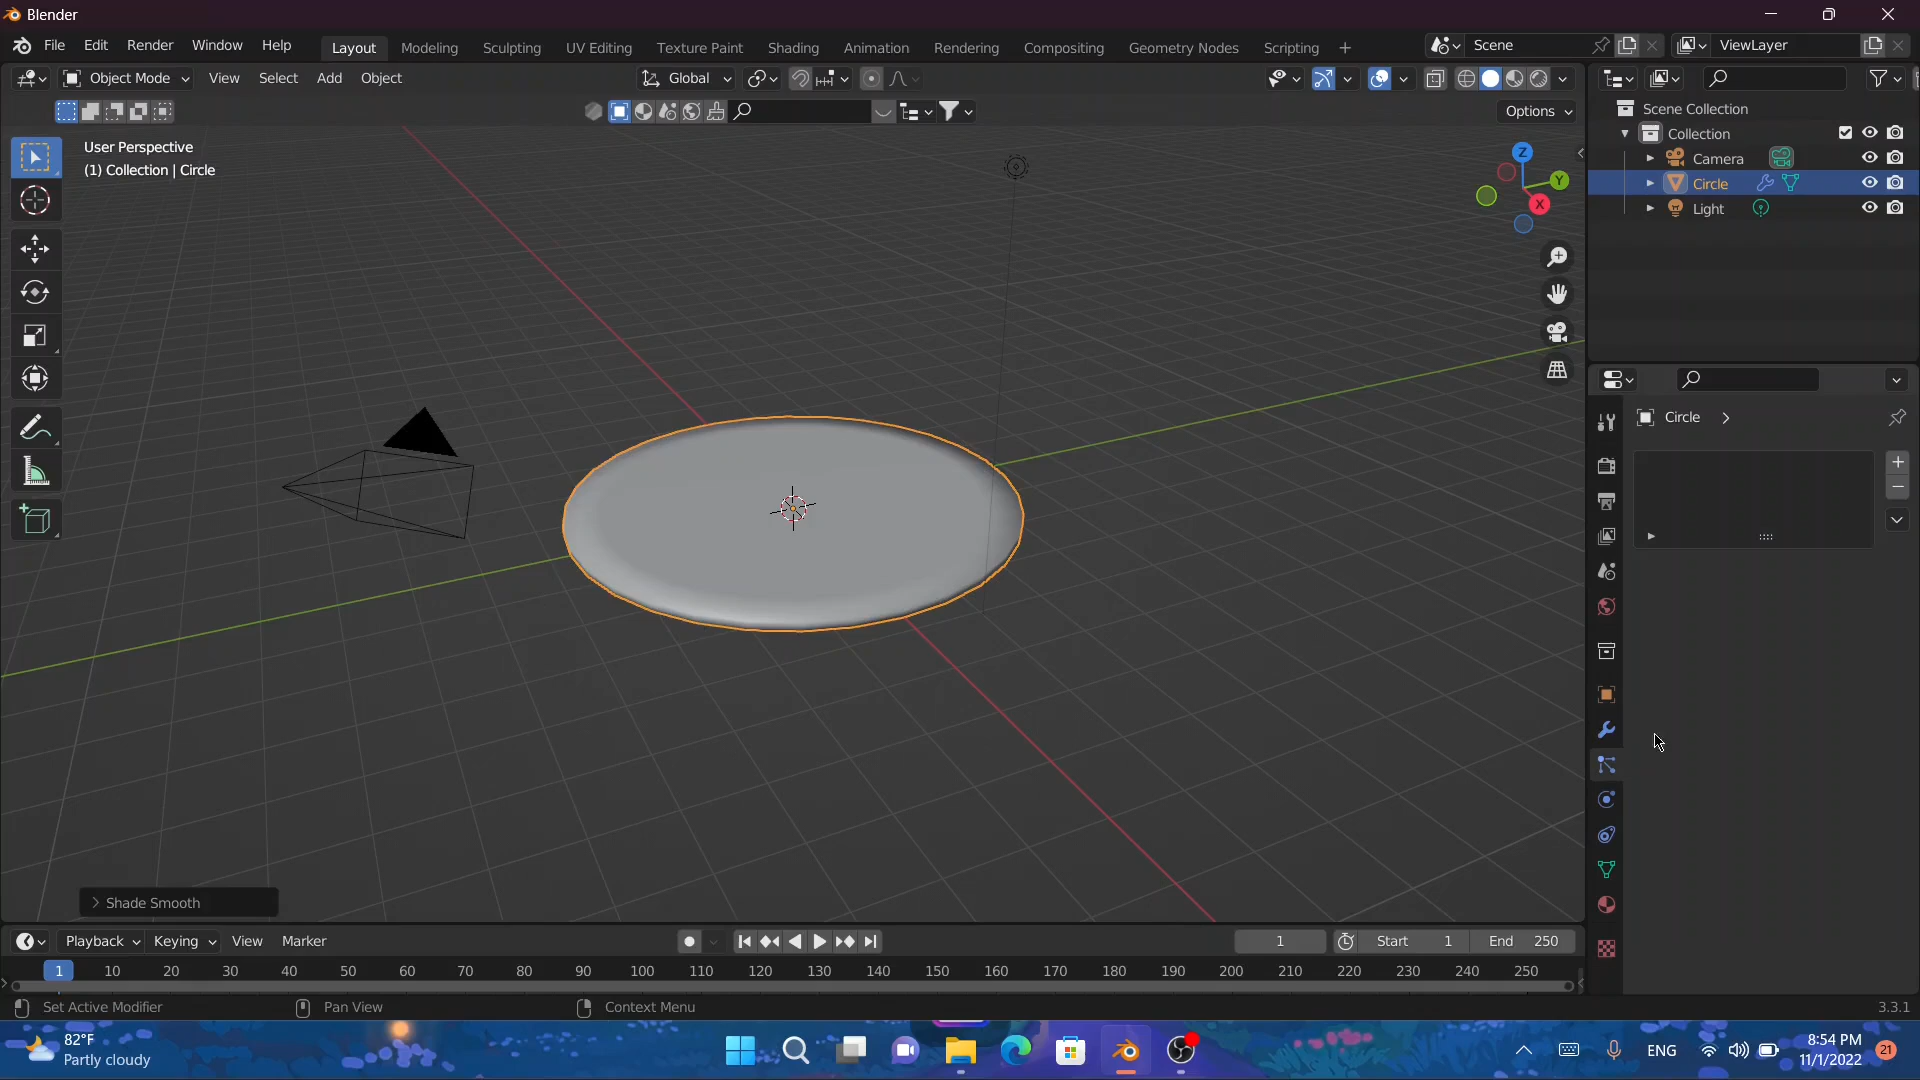 Blender
File Edit Render Window Help Layout Modeling Sculpting UV Editing Texture Paint Shading Animation Rendering Compositing Geometry Nodes Scripting + Scene ViewLayer
Object Mode View Select Add Object Global
Options
User Perspective
(1) Collection | Circle
Z
Y
X
Scene Collection
Collection
Camera
Circle
Light
Circle
Shade Smooth
Playback Keying View Marker 1 Start 1 End 250
1 10 20 30 40 50 60 70 80 90 100 110 120 130 140 150 160 170 180 190 200 210 220 230 240 250
Set Active Modifier Pan View Context Menu 3.3.1
82°F
Partly cloudy
ENG
8:54 PM
11/1/2022
21